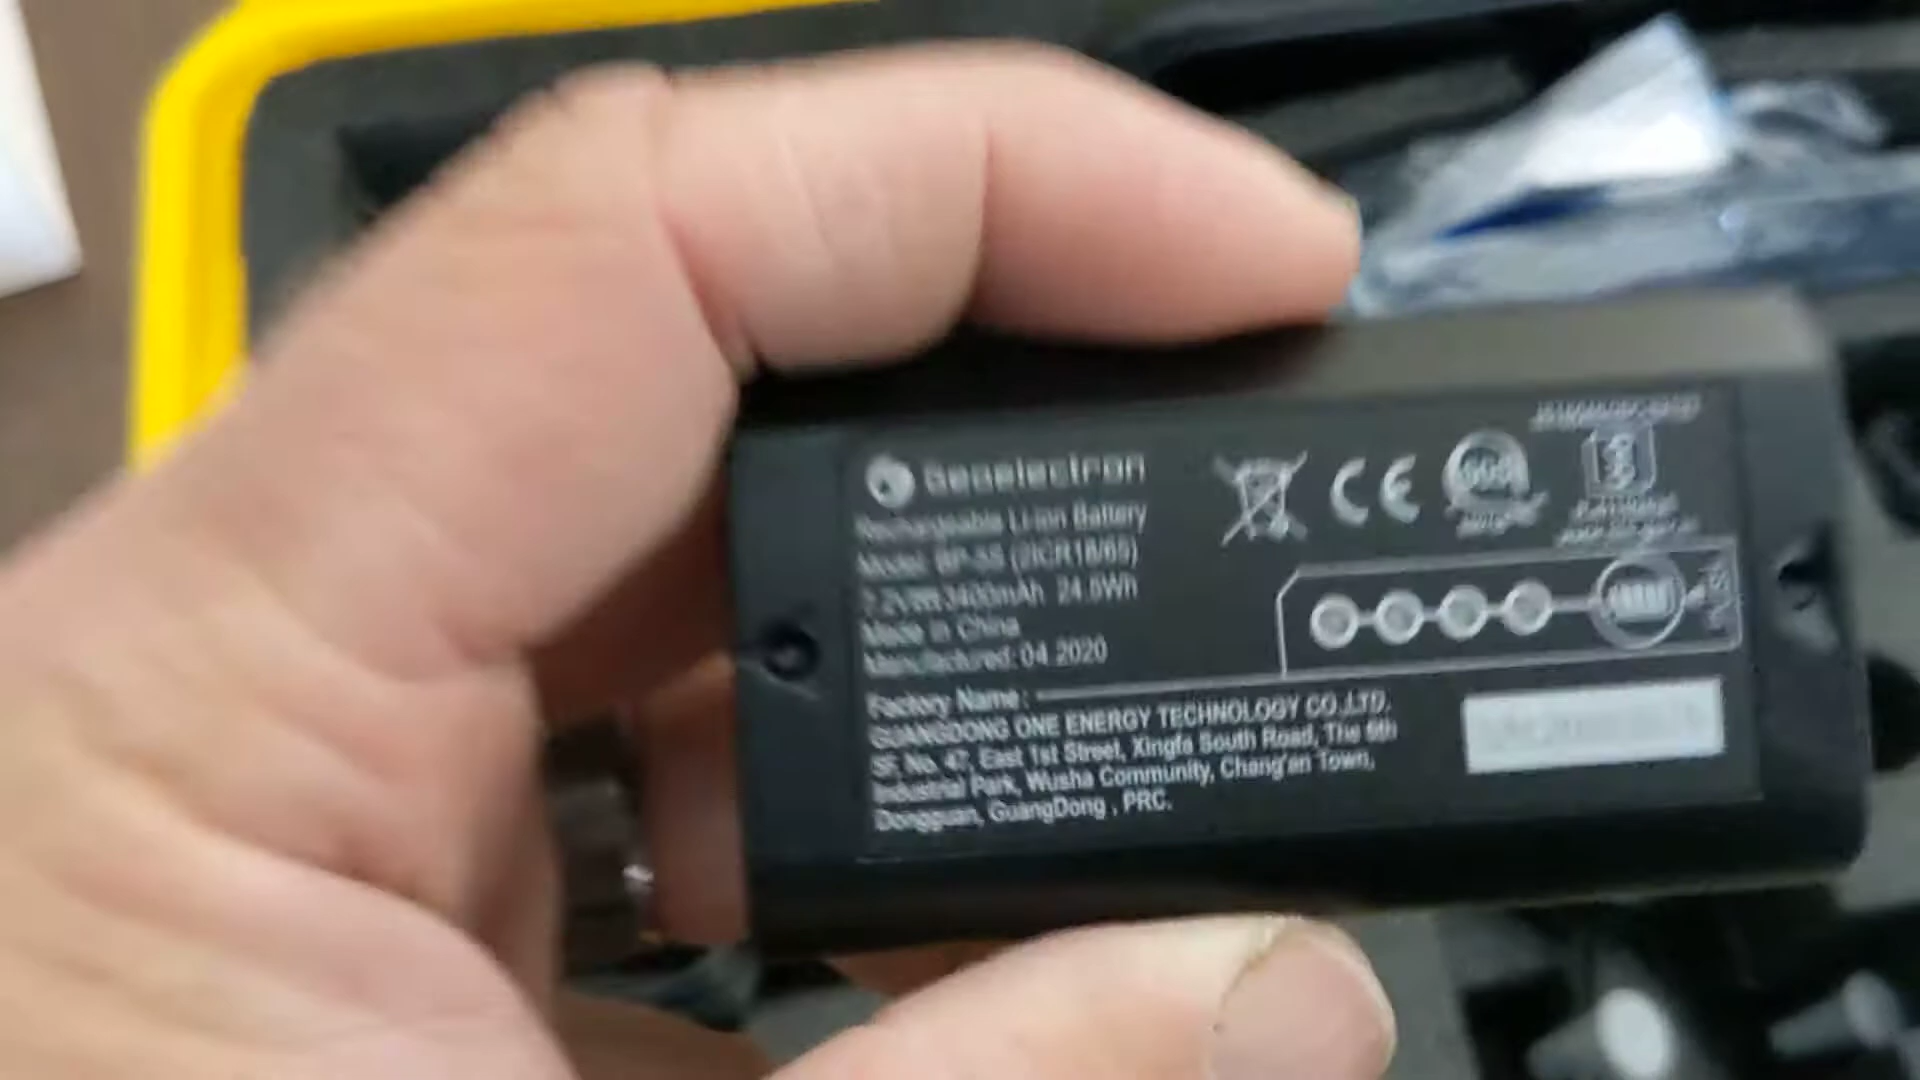 Geoelectron
Rechargeable Li-ion Battery
Model: BP-5S (2ICR18/65)
3400mAh 24.5Wh
Made in China
Manufactured: 04.2020
CE
SGS
PUSH
Factory Name:
GUANGDONG ONE ENERGY TECHNOLOGY CO.,LTD.
5F, No. 47, East 1st Street, Xingfa South Road, The 6th
Industrial Park, Wusha Community, Chang'an Town,
Dongguan, GuangDong , PRC.